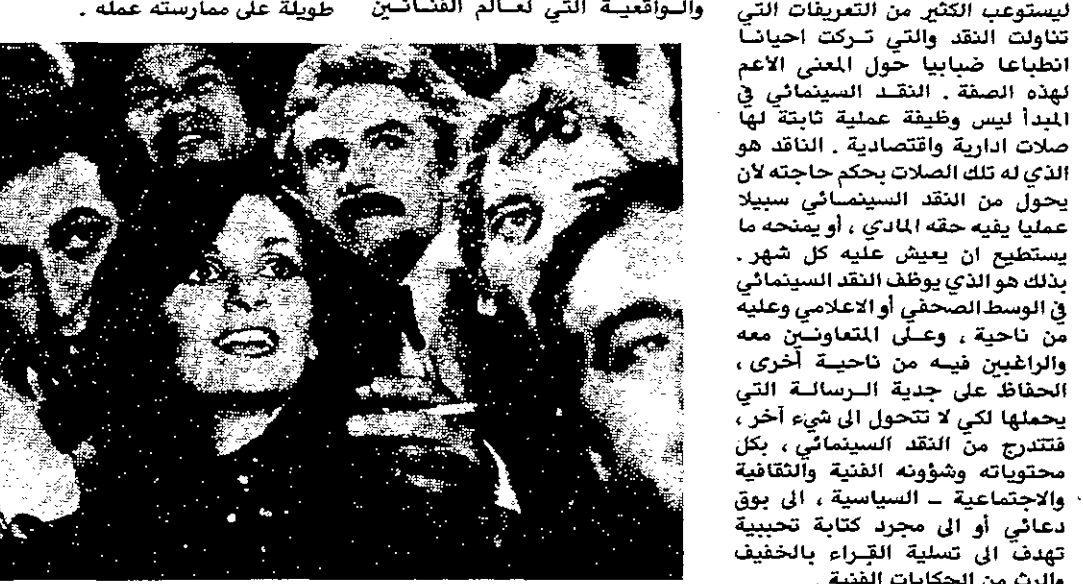 ليستوعب الكثير من التعريفات التي
تناولت النقد والتي تركت احيانا
انطباعا ضبابيا حول المعنى الأعم
لهذه الصفة . النقد السينمائي في
المبدأ ليس وظيفة عملية ثابتة لها
صلات ادارية واقتصادية . الناقد هو
الذي له تلك الصلات بحكم حاجته لأن
يحول من النقد السينمائي سبيلا
عمليا يفيه حقه المادي ، أو يمنحه ما
يستطيع ان يعيش عليه كل شهر .
بذلك هو الذي يوظف النقد السينمائي
في الوسط الصحفي أو الاعلامي وعليه
من ناحية ، وعلى المتعاونين معه
والراغبين فيه من ناحية أخرى ،
الحفاظ على جدية الرسالة التي
يحملها لكي لا تتحول الى شيء آخر ،
فتتدرج من النقد السينمائي ، بكل
محتوياته وشؤونه الفنية والثقافية
والاجتماعية - السياسية ، الى بوق
دعائي أو الى مجرد كتابة تحببية
تهدف الى تسلية القراء بالخفيف
والرث من الحكايات الفنية .
والواقعية التي لعالم الفنانين
طويلة على ممارسته عمله .